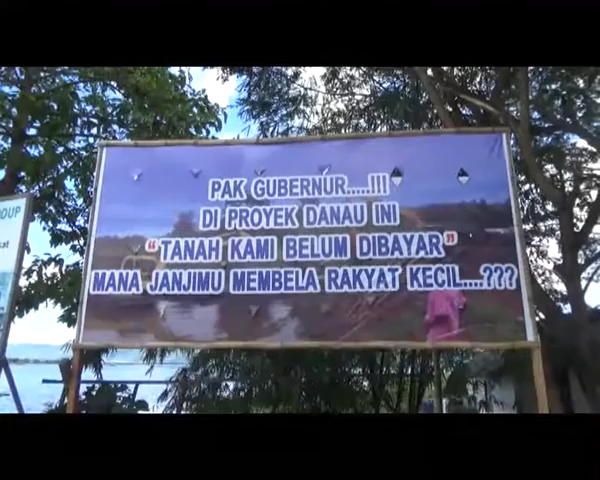 PAK GUBERNUR.....!!!
DI PROYEK DANAU INI
"TANAH KAMI BELUM DIBAYAR"
MANA JANJIMU MEMBELA RAKYAT KECIL....???